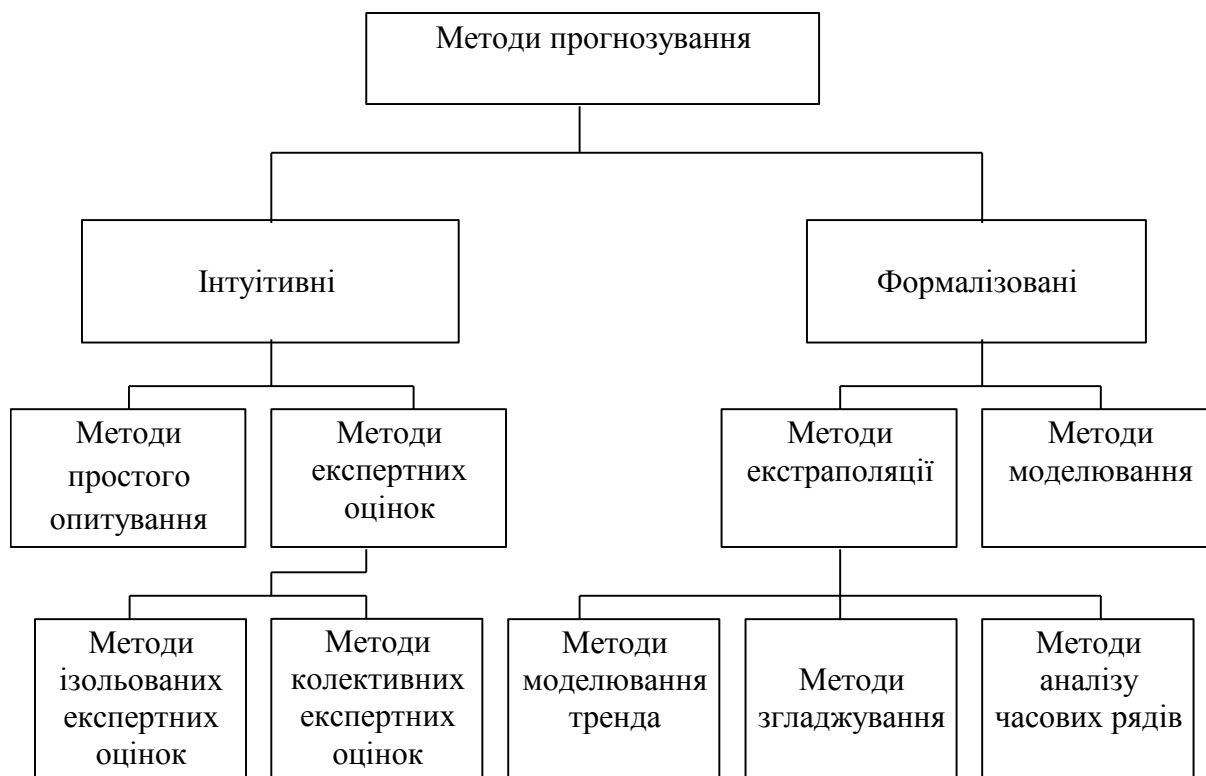 Методи прогнозування
Інтуітивні
Формалізовані
Методи
простого
опитування
Методи
експертних
оцінок
Методи
екстраполяції
Методи
моделювання
Методи
ізольованих
експертних
оцінок
Методи
колективних
експертних
оцінок
Методи
моделювання
тренда
Методи
згладжування
Методи
аналізу
часових рядів